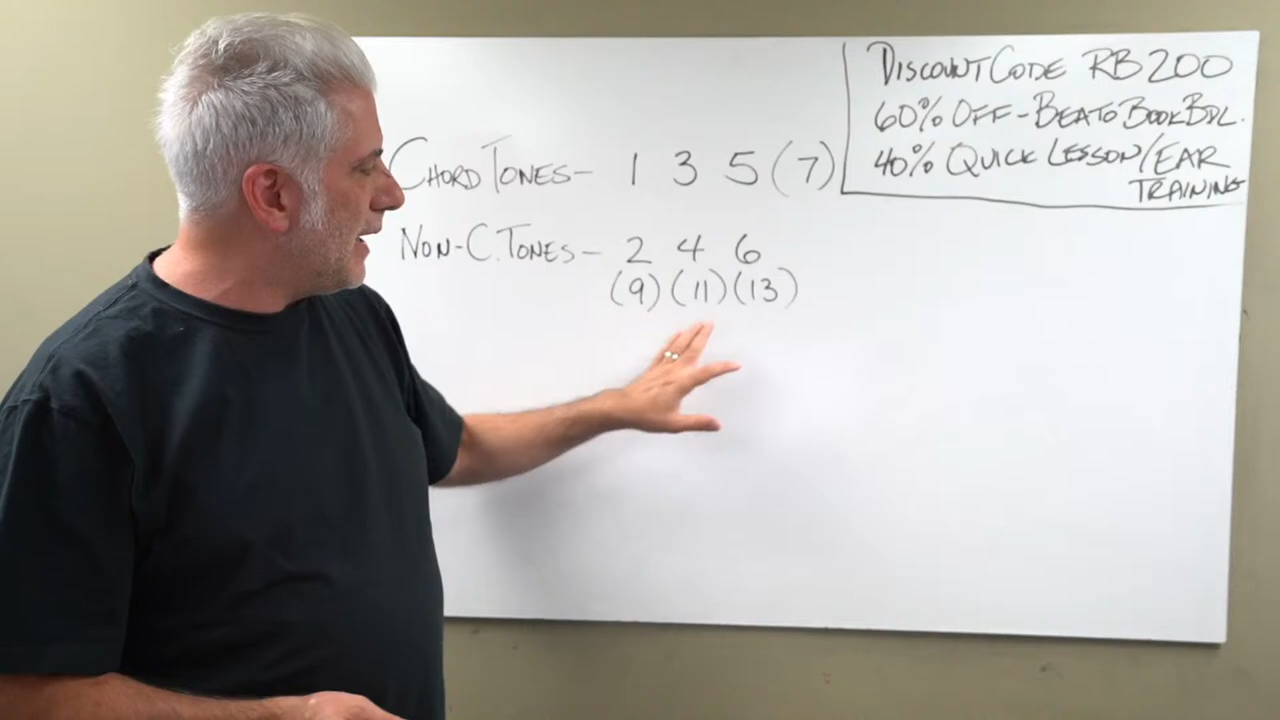 CHORD TONES- 1 3 5 (7)
NON-C.TONES- 2 4 6
(9) (11) (13)
DISCOUNT CODE RB200
60% OFF-BEATO BOOK BDL.
40% QUICK LESSON/EAR
TRAINING